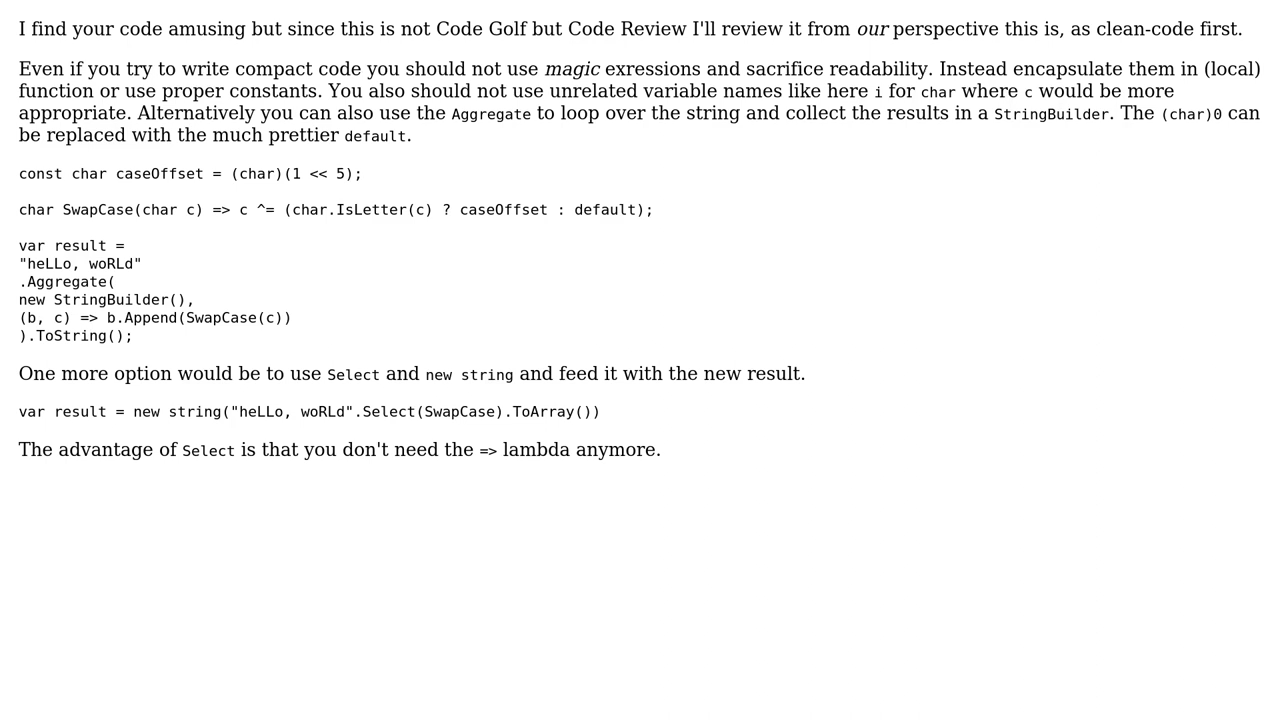 I find your code amusing but since this is not Code Golf but Code Review I'll review it from our perspective this is, as clean-code first.
Even if you try to write compact code you should not use magic exressions and sacrifice readability. Instead encapsulate them in (local)
function or use proper constants. You also should not use unrelated variable names like here i for char where c would be more
appropriate. Alternatively you can also use the Aggregate to loop over the string and collect the results in a StringBuilder. The (char)0 can
be replaced with the much prettier default.
const char caseOffset = (char)(1 << 5);
char SwapCase(char c) => c ^= (char.IsLetter(c) ? caseOffset : default);
var result =
"heLLo, woRLd"
.Aggregate(
new StringBuilder(),
(b, c) => b.Append(SwapCase(c))
).ToString();
One more option would be to use Select and new string and feed it with the new result.
var result = new string("heLLo, woRLd".Select(SwapCase).ToArray())
The advantage of Select is that you don't need the => lambda anymore.